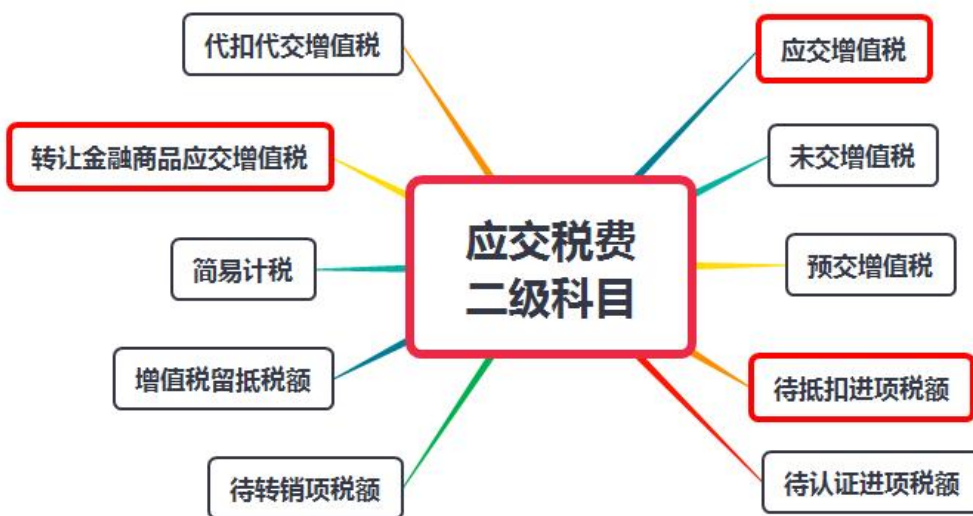 代扣代交增值税
应交增值税
转让金融商品应交增值税
未交增值税
应交税费
二级科目
简易计税
预交增值税
增值税留抵税额
待抵扣进项税额
待转销项税额
待认证进项税额